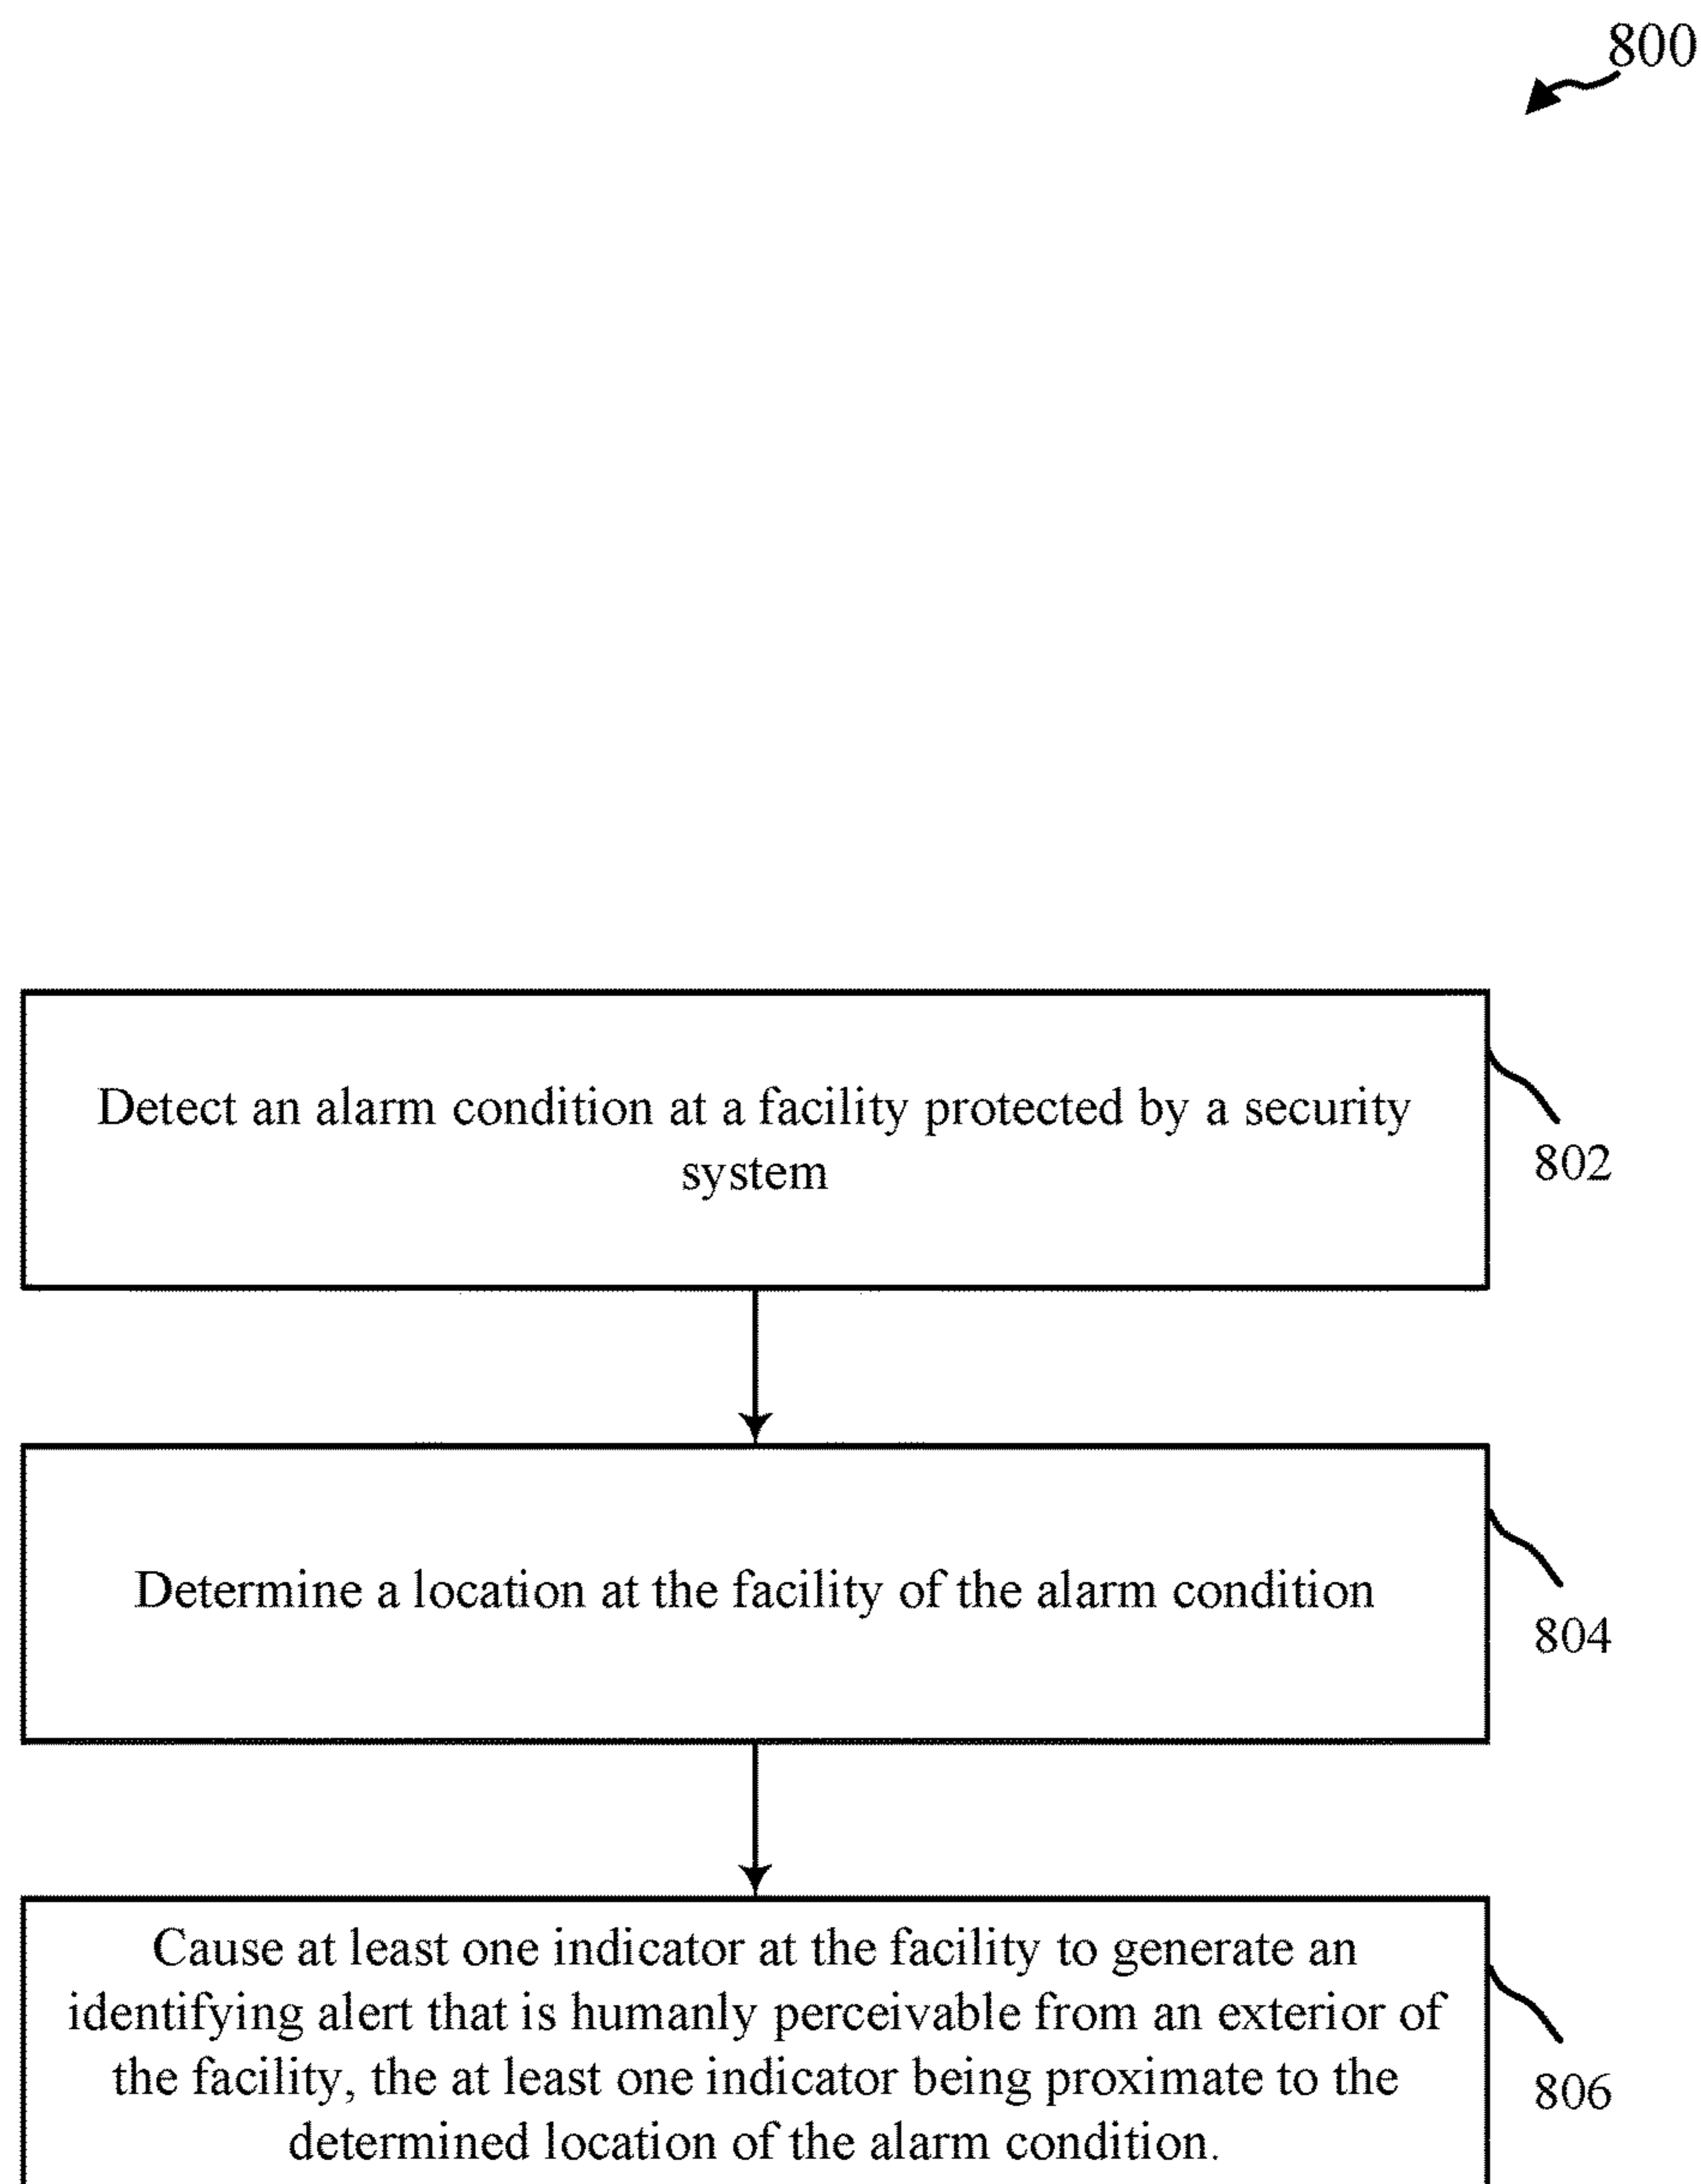 800
Detect an alarm condition at a facility protected by a security
system
802
Determine a location at the facility of the alarm condition
804
Cause at least one indicator at the facility to generate an
identifying alert that is humanly perceivable from an exterior of
the facility, the at least one indicator being proximate to the
determined location of the alarm condition.
806